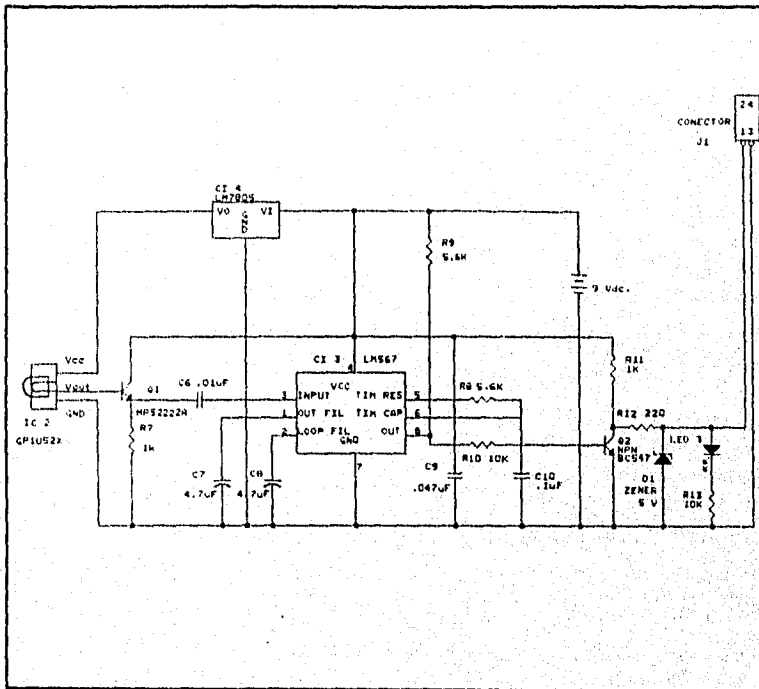 24
CONECTOR
13
J1
CI 4
LM7805
VO
GND
VI
R9
5.6K
9 Vdc.
Vcc
Vout
GND
IC 2
GP1U52X
Q1
MPS2222A
R7
1k
C6 .01uF
CI 3 LM567
4
VCC
3 INPUT
TIM RES 5
1 OUT FIL
TIM CAP 6
2 LOOP FIL
OUT 8
GND
7
R8 5.6K
R10 10K
C7
4.7uF
C8
4.7uF
C9
.047uF
C10
.1uF
R11
1K
R12 220
Q2
NPN
BC547
LED 3
D1
ZENER
5 V
R13
10K